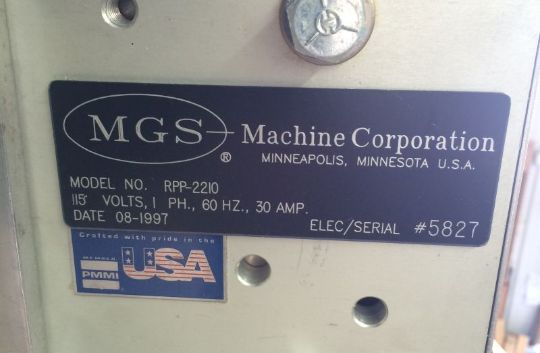 MGS® Machine Corporation
MINNEAPOLIS, MINNESOTA U.S.A.
MODEL NO. RPP-2210
115 VOLTS, 1 PH., 60 HZ., 30 AMP.
DATE 08-1997
ELEC/SERIAL #5827
Crafted with pride in the
USA
MEMBER
PMMI